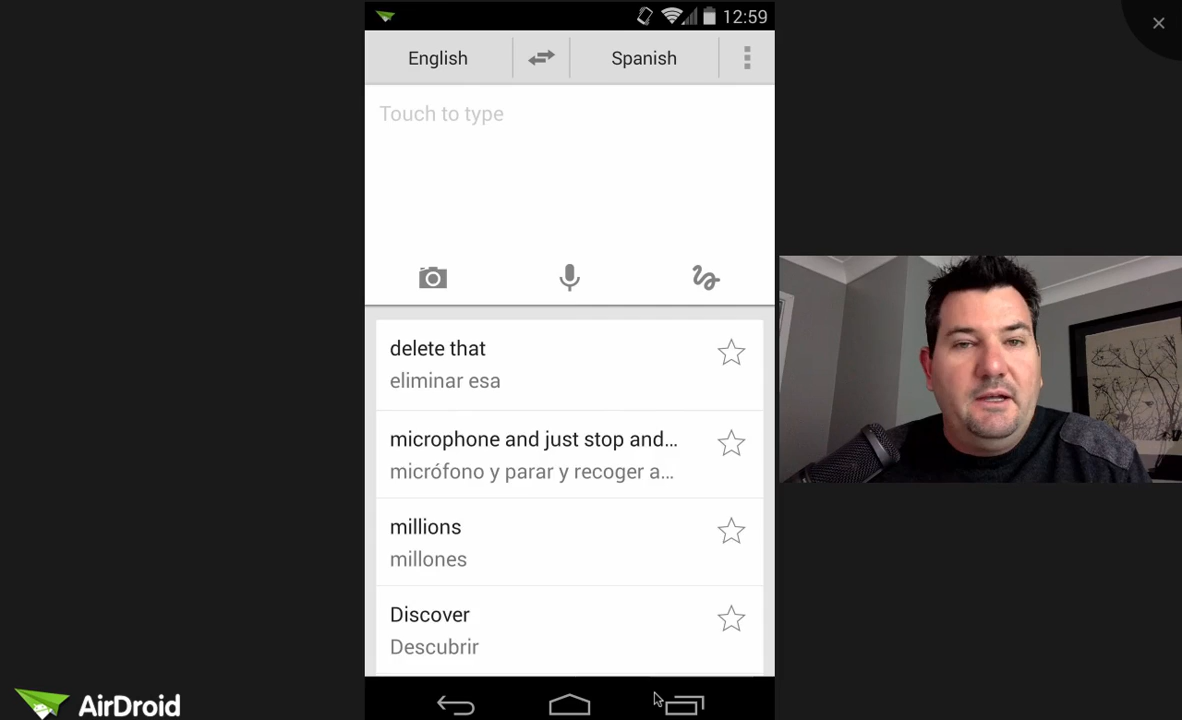 12:59
English
Spanish
Touch to type
delete that
eliminar esa
microphone and just stop and...
micrófono y parar y recoger a...
millions
millones
Discover
Descubrir
AirDroid